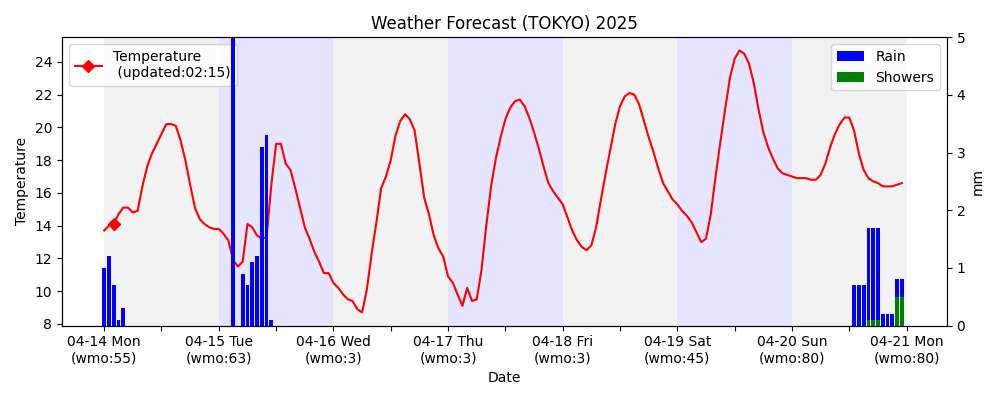 Weather Forecast (TOKYO) 2025
Temperature
(updated:02:15)
Rain
Showers
24
22
20
18
16
14
12
10
8
Temperature
5
4
3
2
1
0
mm
04-14 Mon
(wmo:55)
04-15 Tue
(wmo:63)
04-16 Wed
(wmo:3)
04-17 Thu
(wmo:3)
04-18 Fri
(wmo:3)
04-19 Sat
(wmo:45)
04-20 Sun
(wmo:80)
04-21 Mon
(wmo:80)
Date